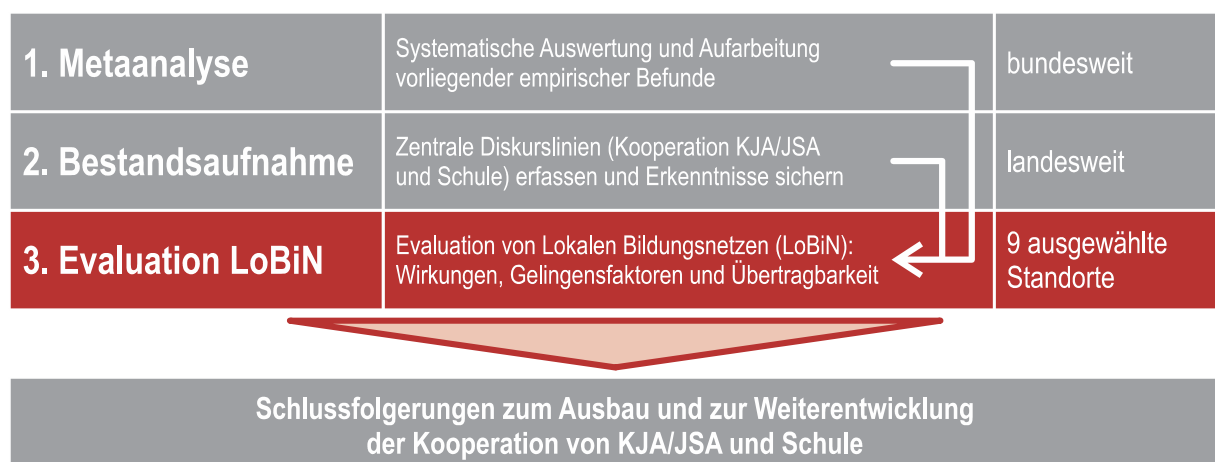 1. Metaanalyse
Systematische Auswertung und Aufarbeitung
vorliegender empirischer Befunde
bundesweit
2. Bestandsaufnahme
Zentrale Diskurslinien (Kooperation KJA/JSA
und Schule) erfassen und Erkenntnisse sichern
landesweit
3. Evaluation LoBiN
Evaluation von Lokalen Bildungsnetzen (LoBiN):
Wirkungen, Gelingensfaktoren und Übertragbarkeit
9 ausgewählte
Standorte
Schlussfolgerungen zum Ausbau und zur Weiterentwicklung
der Kooperation von KJA/JSA und Schule